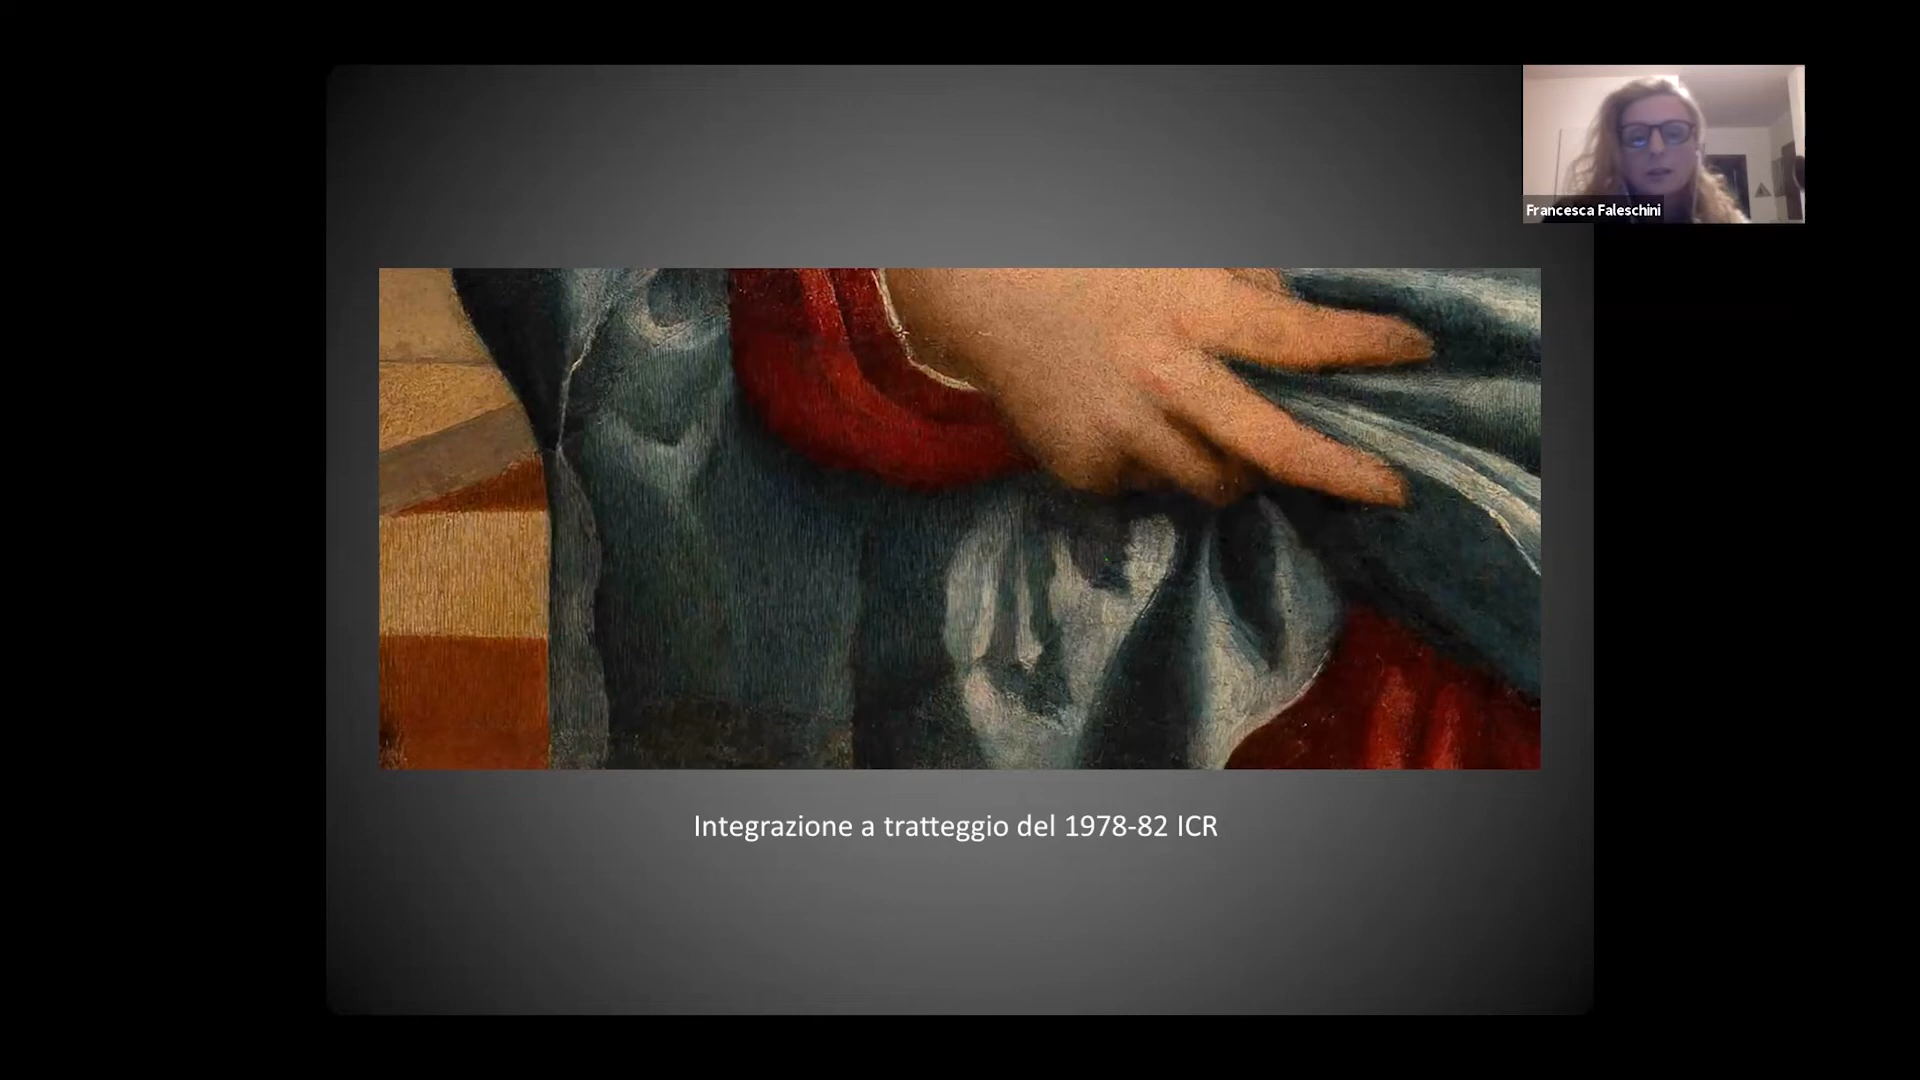 Francesca Faleschini
Integrazione a tratteggio del 1978-82 ICR